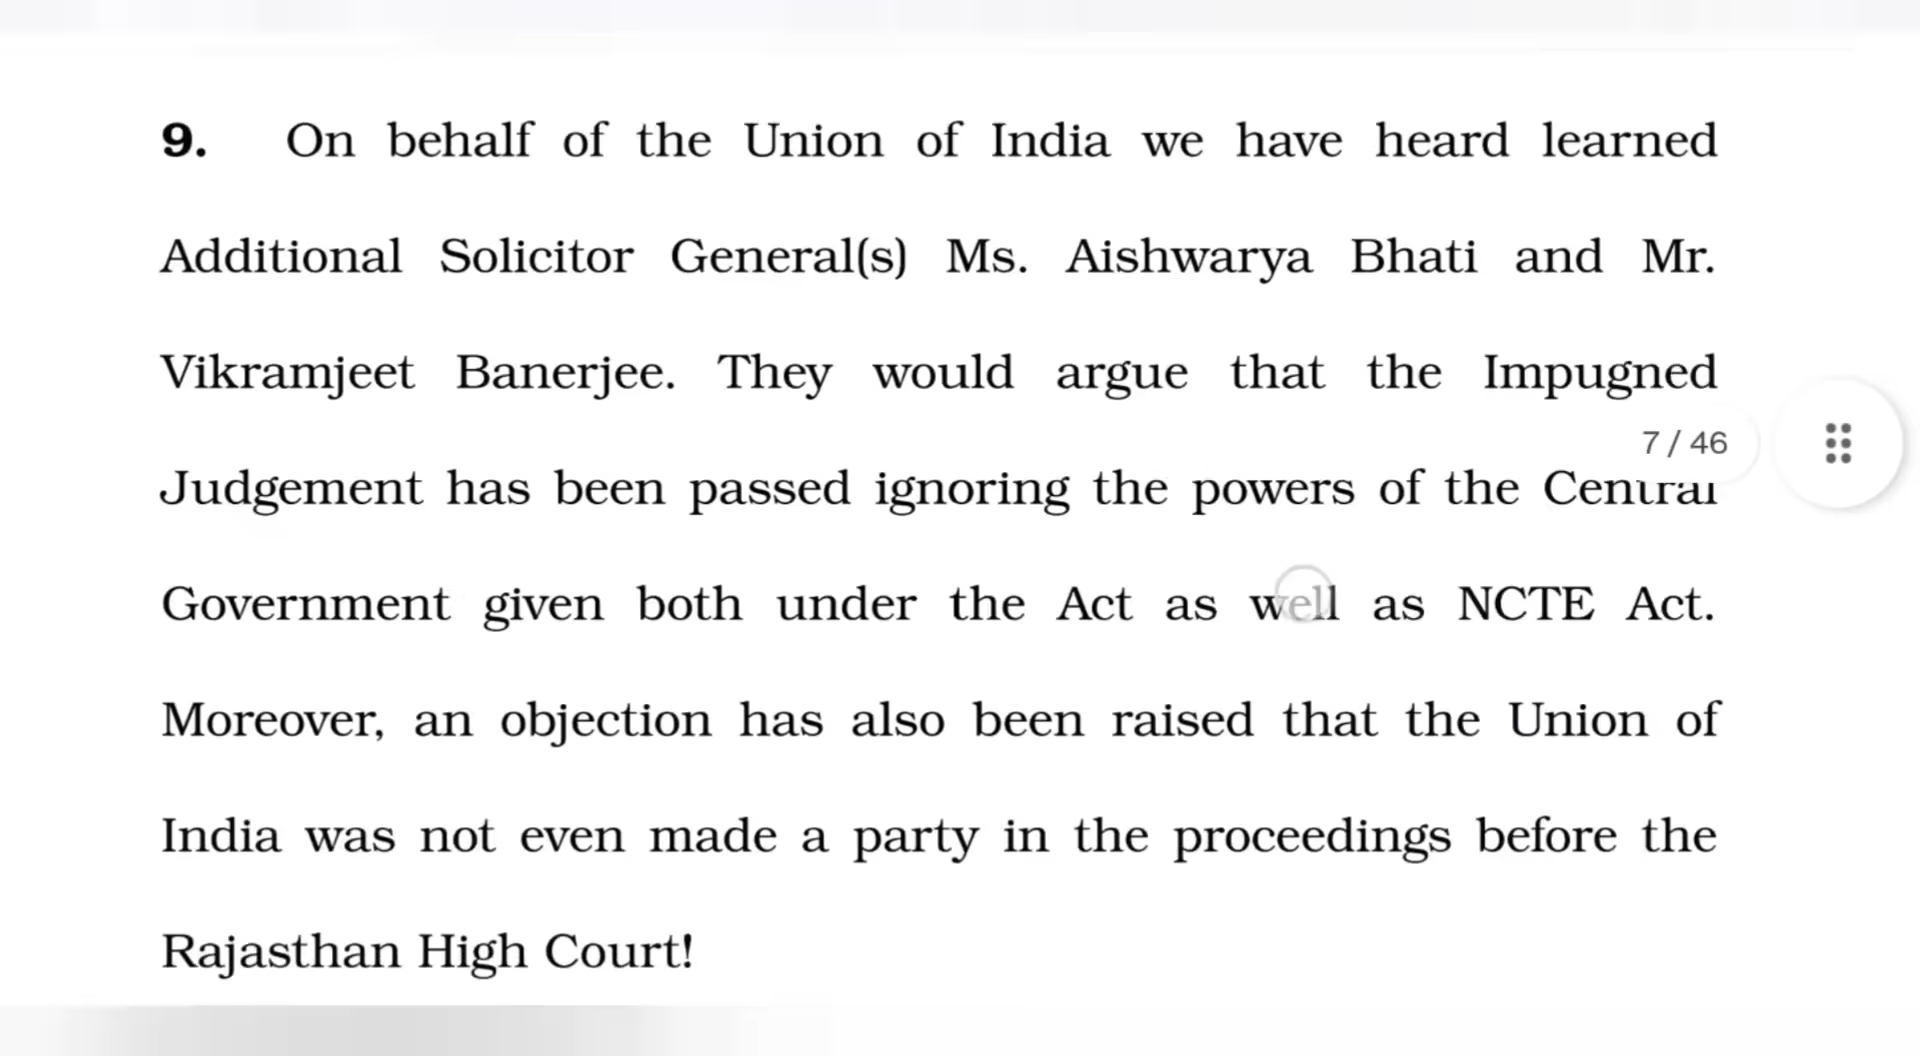 9. On behalf of the Union of India we have heard learned
Additional Solicitor General(s) Ms. Aishwarya Bhati and Mr.
Vikramjeet Banerjee. They would argue that the Impugned
7 / 46
Judgement has been passed ignoring the powers of the Central
Government given both under the Act as well as NCTE Act.
Moreover, an objection has also been raised that the Union of
India was not even made a party in the proceedings before the
Rajasthan High Court!